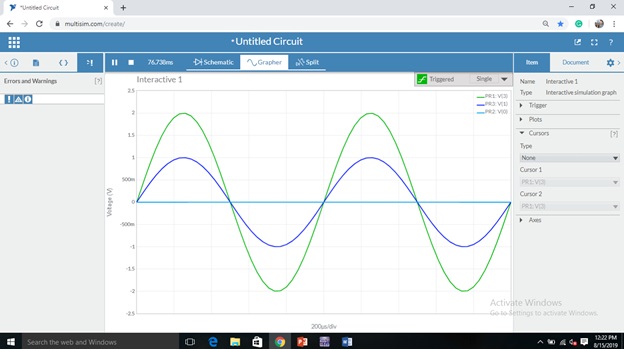 *Untitled Circuit
multisim.com/create/
*Untitled Circuit
76.738ms
Schematic
Grapher
Split
Item
Document
Errors and Warnings
[?]
Interactive 1
Triggered
Single
PR1: V(3)
PR3: V(1)
PR2: V(0)
2.5
2
1.5
1
500m
0
-500m
-1
-1.5
-2
-2.5
Voltage (V)
200µs/div
Name Interactive 1
Type Interactive simulation graph
Trigger
Plots
Cursors [?]
Type
None
Cursor 1
PR1: V(3)
Cursor 2
PR1: V(3)
Axes
Activate Windows
Go to Settings to activate Windows.
Search the web and Windows
12:22 PM
8/15/2019